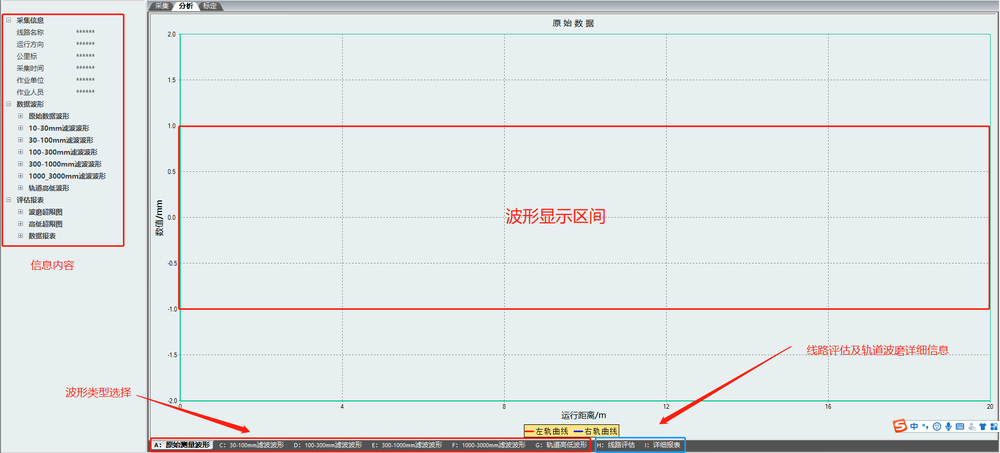 采集 分析 标定
采集信息
线路名称 ******
运行方向 ******
公里标 ******
采集时间 ******
作业单位 ******
作业人员 ******
数据波形
原始数据波形
10-30mm滤波波形
30-100mm滤波波形
100-300mm滤波波形
300-1000mm滤波波形
1000_3000mm滤波波形
轨道高低波形
评估报表
波磨超限图
高低超限图
数据报表
信息内容
波形类型选择
原始数据
2.0
1.5
1.0
0.5
0.0
-0.5
-1.0
-1.5
-2.0
数值/mm
波形显示区间
线路评估及轨道波磨详细信息
0 4 8 12 16 20
运行距离/m
左轨曲线 右轨曲线
S中
A：原始测量波形 C：30-100mm滤波波形 D：100-300mm滤波波形 E：300-1000mm滤波波形 F：1000-3000mm滤波波形 G：轨道高低波形 H：线路评估 I：详细报表